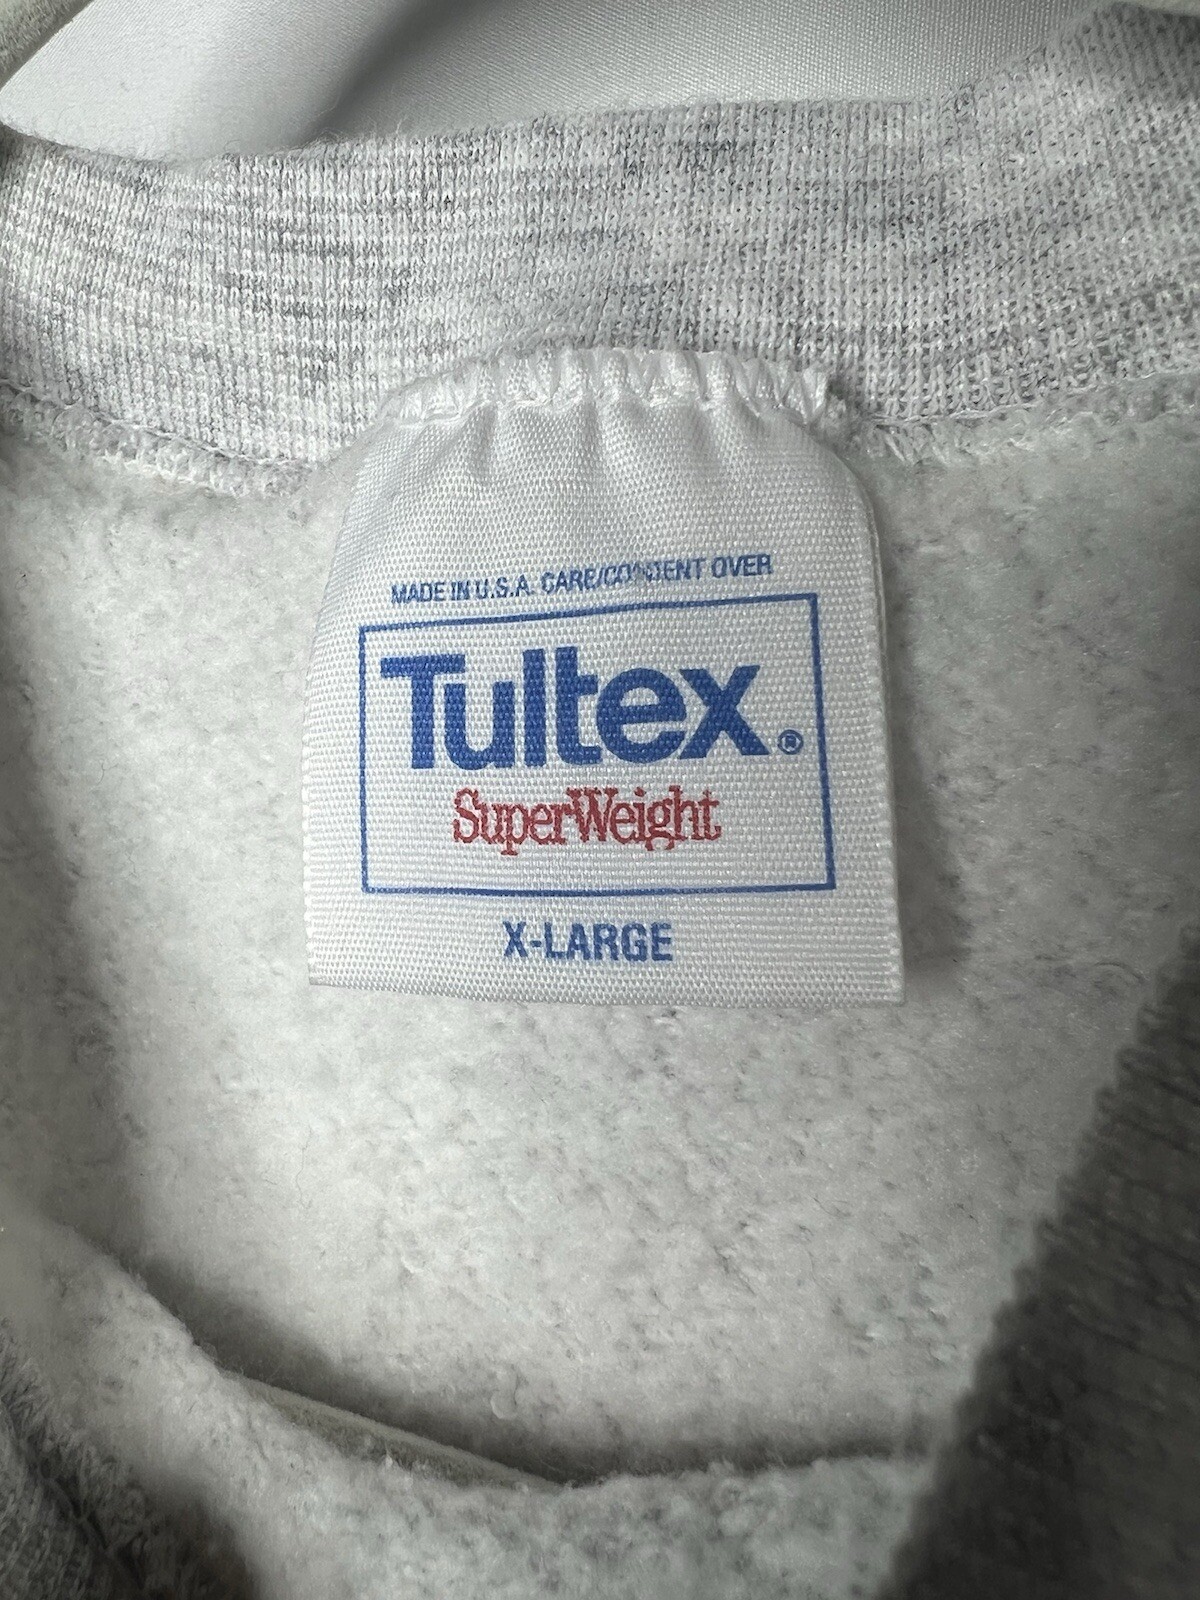 MADE IN U.S.A. CARE/CONTENT OVER
Tultex®
SuperWeight
X-LARGE